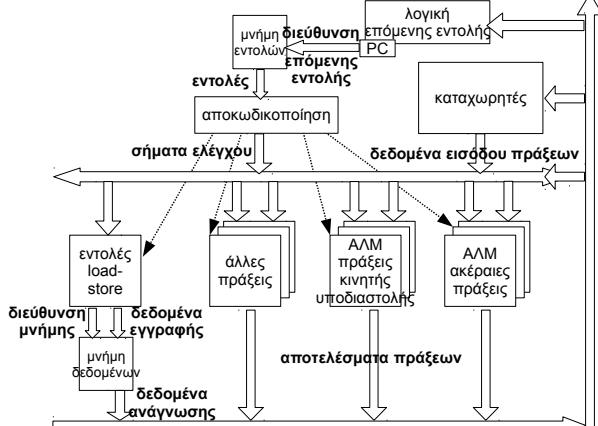 λογική
επόμενης εντολής
PC
μνήμη
εντολών
διεύθυνση
επόμενης
εντολής
εντολές
αποκωδικοποίηση
καταχωρητές
σήματα ελέγχου
δεδομένα εισόδου πράξεων
εντολές
load-
store
άλλες
πράξεις
ΑΛΜ
πράξεις
κινητής
υποδιαστολής
ΑΛΜ
ακέραιες
πράξεις
διεύθυνση
μνήμης
δεδομένα
εγγραφής
μνήμη
δεδομένων
αποτελέσματα πράξεων
δεδομένα
ανάγνωσης